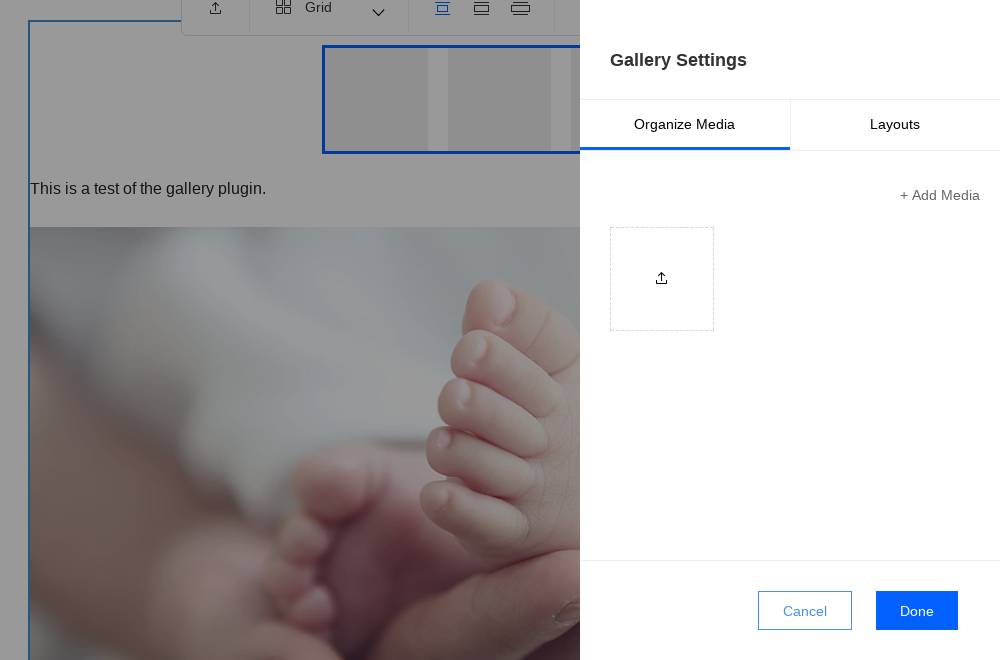 Grid
Gallery Settings
Organize Media
Layouts
+ Add Media
This is a test of the gallery plugin.
Cancel
Done